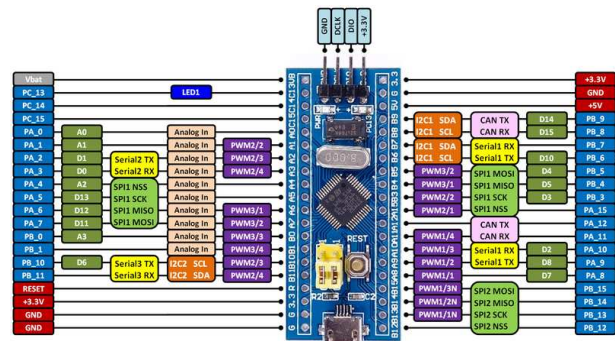 GND DCLK DIO +3.3V
Vbat
PC_13 LED1
PC_14
PC_15
PA_0 A0 Analog In
PA_1 A1 Analog In PWM2/2
PA_2 D1 Serial2 TX Analog In PWM2/3
PA_3 D0 Serial2 RX Analog In PWM2/4
PA_4 A2 SPI1 NSS Analog In
PA_5 D13 SPI1 SCK Analog In
PA_6 D12 SPI1 MISO Analog In PWM3/1
PA_7 D11 SPI1 MOSI Analog In PWM3/2
PB_0 A3 Analog In PWM3/3
PB_1 Analog In PWM3/4
PB_10 D6 Serial3 TX I2C2 SCL PWM2/3
PB_11 Serial3 RX I2C2 SDA PWM2/4
RESET
+3.3V
GND
GND
PWR PC13
8.000
REST
R2 C2
+3.3V
GND
+5V
I2C1 SDA CAN TX D14 PB_9
I2C1 SCL CAN RX D15 PB_8
I2C1 SDA Serial1 RX PB_7
I2C1 SCL Serial1 TX D10 PB_6
PWM3/2 SPI1 MOSI D4 PB_5
PWM3/1 SPI1 MISO D5 PB_4
PWM2/2 SPI1 SCK D3 PB_3
PWM2/1 SPI1 NSS PA_15
CAN TX PA_12
PWM1/4 CAN RX PA_11
PWM1/3 Serial1 RX D2 PA_10
PWM1/2 Serial1 TX D8 PA_9
PWM1/1 D7 PA_8
PWM1/3N SPI2 MOSI PB_15
PWM1/2N SPI2 MISO PB_14
PWM1/1N SPI2 SCK PB_13
SPI2 NSS PB_12